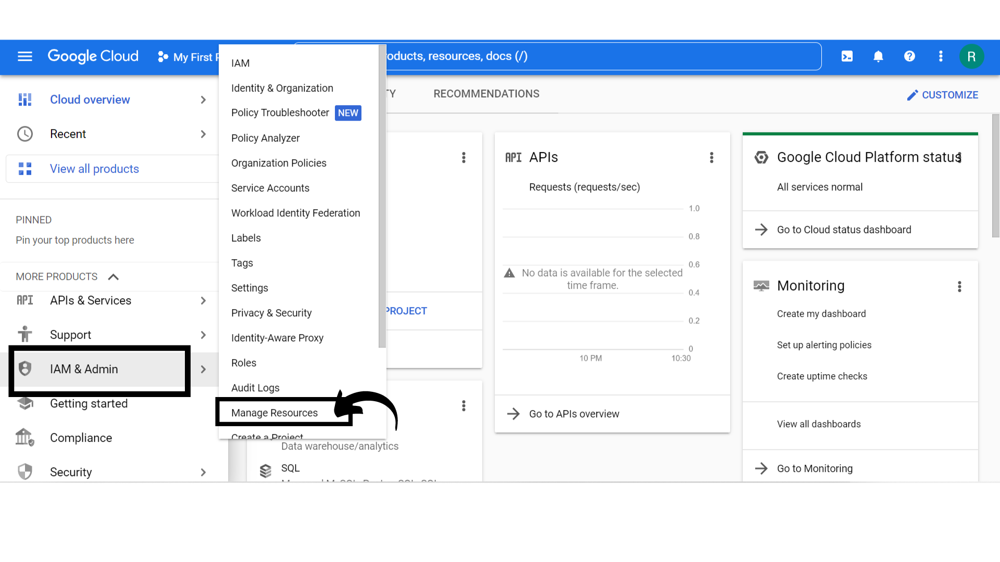 Google Cloud
My First
oducts, resources, docs (/)
R
Cloud overview
Recent
View all products
PINNED
Pin your top products here
MORE PRODUCTS
API APIs & Services
Support
IAM & Admin
Getting started
Compliance
Security
IAM
Identity & Organization
Policy Troubleshooter NEW
Policy Analyzer
Organization Policies
Service Accounts
Workload Identity Federation
Labels
Tags
Settings
Privacy & Security
Identity-Aware Proxy
Roles
Audit Logs
Manage Resources
Create a Project
TY
RECOMMENDATIONS
CUSTOMIZE
PROJECT
Data warehouse/analytics
SQL
API APIs
Requests (requests/sec)
1.0
0.8
0.6
No data is available for the selected
time frame.
0.4
0.2
0
10 PM
10:30
Go to APIs overview
Google Cloud Platform status
All services normal
Go to Cloud status dashboard
Monitoring
Create my dashboard
Set up alerting policies
Create uptime checks
View all dashboards
Go to Monitoring